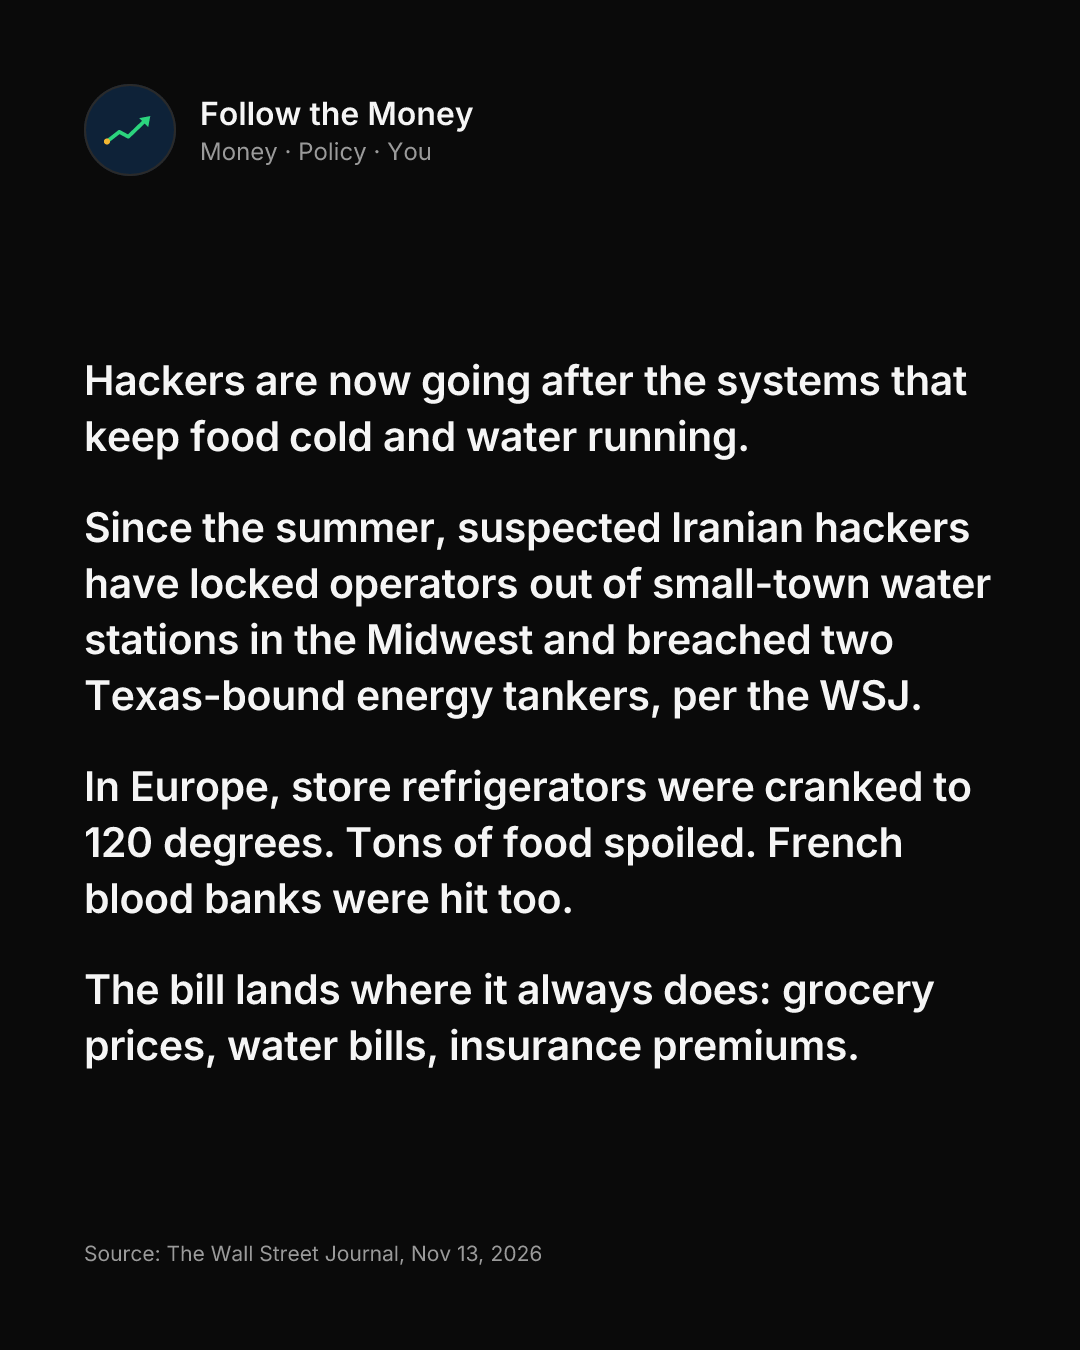 Follow the Money
Money · Policy · You
Hackers are now going after the systems that
keep food cold and water running.
Since the summer, suspected Iranian hackers
have locked operators out of small-town water
stations in the Midwest and breached two
Texas-bound energy tankers, per the WSJ.
In Europe, store refrigerators were cranked to
120 degrees. Tons of food spoiled. French
blood banks were hit too.
The bill lands where it always does: grocery
prices, water bills, insurance premiums.
Source: The Wall Street Journal, Nov 13, 2026